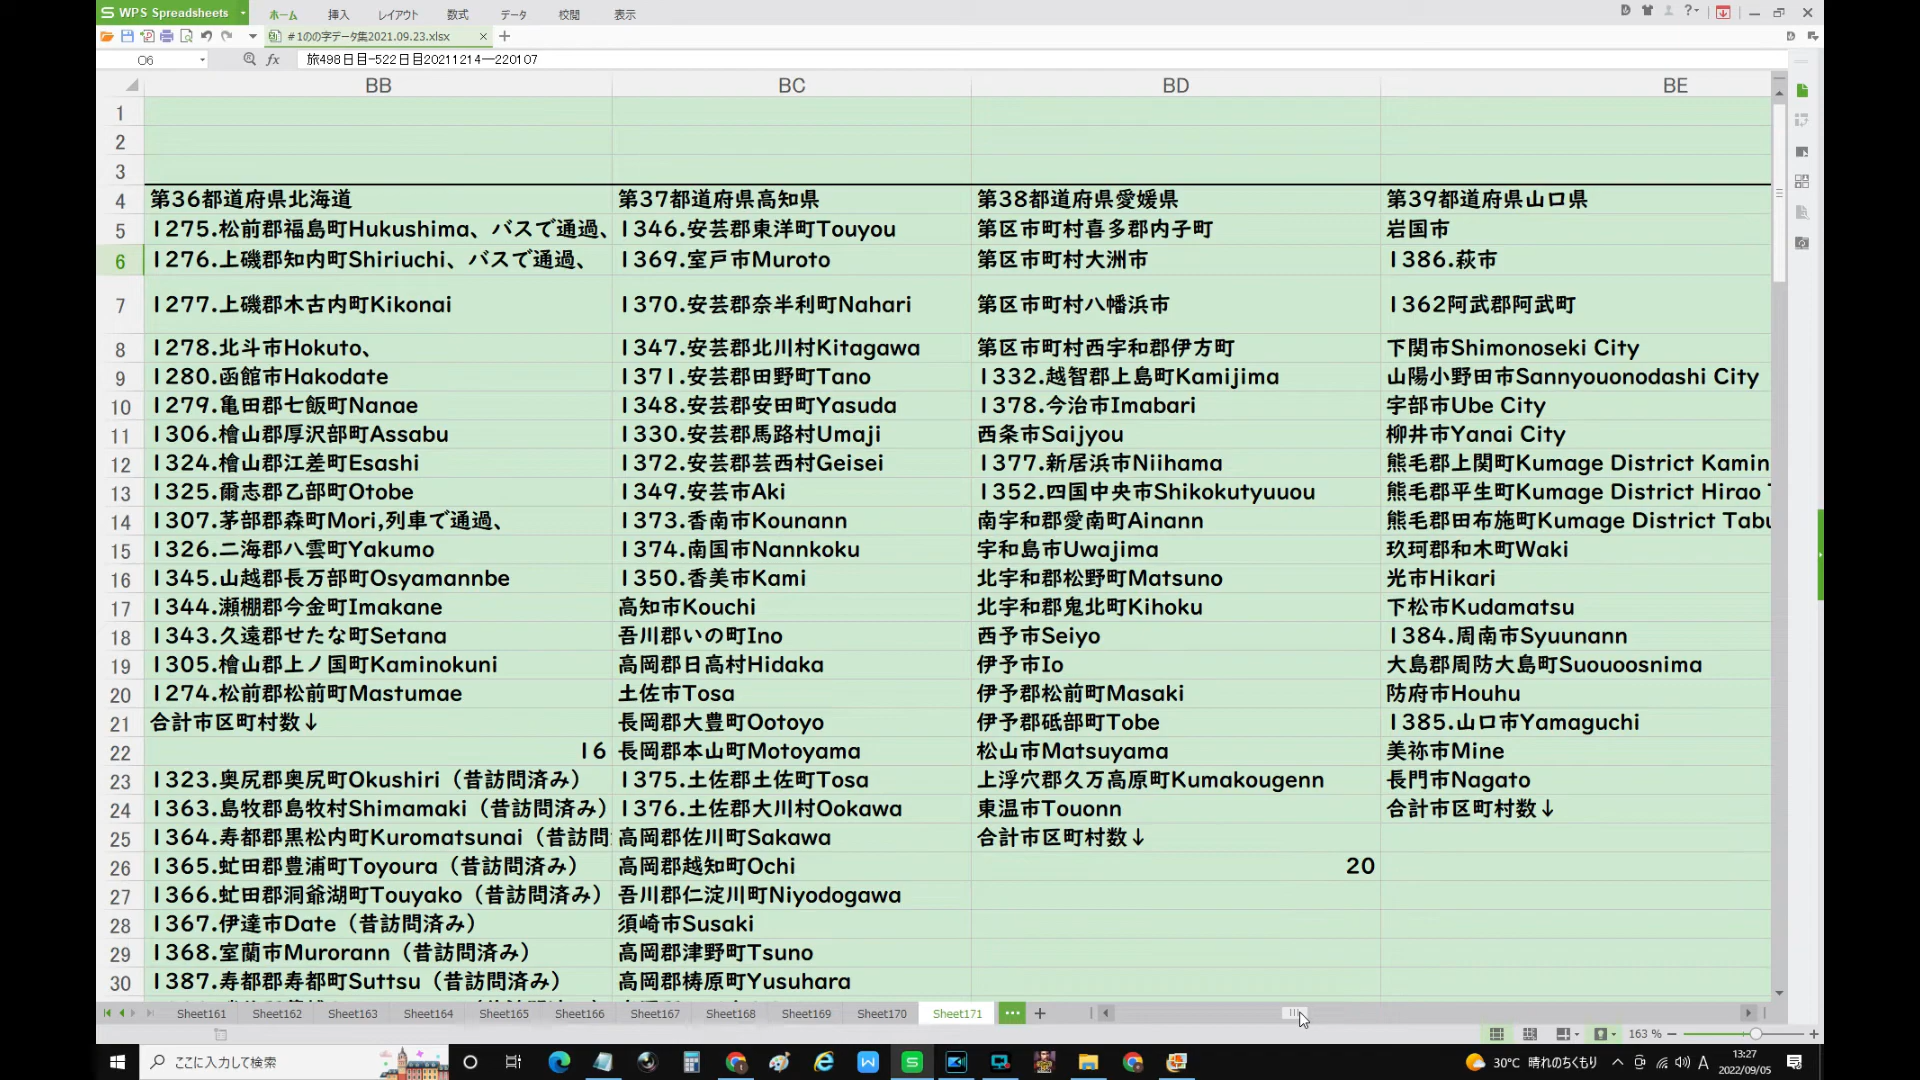 WPS Spreadsheets
ホーム 挿入 レイアウト 数式 データ 校閲 表示
#1のの字データ集2021.09.23.xlsx
O6 fx 旅498日目-522日目20211214—220107
BB BC BD BE
1
2
3
4 第36都道府県北海道 第37都道府県高知県 第38都道府県愛媛県 第39都道府県山口県
5 1275.松前郡福島町Hukushima、バスで通過、 1346.安芸郡東洋町Touyou 第区市町村喜多郡内子町 岩国市
6 1276.上磯郡知内町Shiriuchi、バスで通過、 1369.室戸市Muroto 第区市町村大洲市 1386.萩市
7 1277.上磯郡木古内町Kikonai 1370.安芸郡奈半利町Nahari 第区市町村八幡浜市 1362阿武郡阿武町
8 1278.北斗市Hokuto、 1347.安芸郡北川村Kitagawa 第区市町村西宇和郡伊方町 下関市Shimonoseki City
9 1280.函館市Hakodate 1371.安芸郡田野町Tano 1332.越智郡上島町Kamijima 山陽小野田市Sannyouonodashi City
10 1279.亀田郡七飯町Nanae 1348.安芸郡安田町Yasuda 1378.今治市Imabari 宇部市Ube City
11 1306.檜山郡厚沢部町Assabu 1330.安芸郡馬路村Umaji 西条市Saijyou 柳井市Yanai City
12 1324.檜山郡江差町Esashi 1372.安芸郡芸西村Geisei 1377.新居浜市Niihama 熊毛郡上関町Kumage District Kamin
13 1325.爾志郡乙部町Otobe 1349.安芸市Aki 1352.四国中央市Shikokutyuuou 熊毛郡平生町Kumage District Hirao
14 1307.茅部郡森町Mori,列車で通過、 1373.香南市Kounann 南宇和郡愛南町Ainann 熊毛郡田布施町Kumage District Tabu
15 1326.二海郡八雲町Yakumo 1374.南国市Nannkoku 宇和島市Uwajima 玖珂郡和木町Waki
16 1345.山越郡長万部町Osyamannbe 1350.香美市Kami 北宇和郡松野町Matsuno 光市Hikari
17 1344.瀬棚郡今金町Imakane 高知市Kouchi 北宇和郡鬼北町Kihoku 下松市Kudamatsu
18 1343.久遠郡せたな町Setana 吾川郡いの町Ino 西予市Seiyo 1384.周南市Syuunann
19 1305.檜山郡上ノ国町Kaminokuni 高岡郡日高村Hidaka 伊予市Io 大島郡周防大島町Suouoosnima
20 1274.松前郡松前町Mastumae 土佐市Tosa 伊予郡松前町Masaki 防府市Houhu
21 合計市区町村数↓ 長岡郡大豊町Ootoyo 伊予郡砥部町Tobe 1385.山口市Yamaguchi
22 16 長岡郡本山町Motoyama 松山市Matsuyama 美祢市Mine
23 1323.奥尻郡奥尻町Okushiri（昔訪問済み） 1375.土佐郡土佐町Tosa 上浮穴郡久万高原町Kumakougenn 長門市Nagato
24 1363.島牧郡島牧村Shimamaki（昔訪問済み） 1376.土佐郡大川村Ookawa 東温市Touonn 合計市区町村数↓
25 1364.寿都郡黒松内町Kuromatsunai（昔訪問 高岡郡佐川町Sakawa 合計市区町村数↓
26 1365.虻田郡豊浦町Toyoura（昔訪問済み） 高岡郡越知町Ochi 20
27 1366.虻田郡洞爺湖町Touyako（昔訪問済み） 吾川郡仁淀川町Niyodogawa
28 1367.伊達市Date（昔訪問済み） 須崎市Susaki
29 1368.室蘭市Murorann（昔訪問済み） 高岡郡津野町Tsuno
30 1387.寿都郡寿都町Suttsu（昔訪問済み） 高岡郡梼原町Yusuhara
Sheet161 Sheet162 Sheet163 Sheet164 Sheet165 Sheet166 Sheet167 Sheet168 Sheet169 Sheet170 Sheet171
163 %
ここに入力して検索 30°C 晴れのちくもり A 13:27
2022/09/05